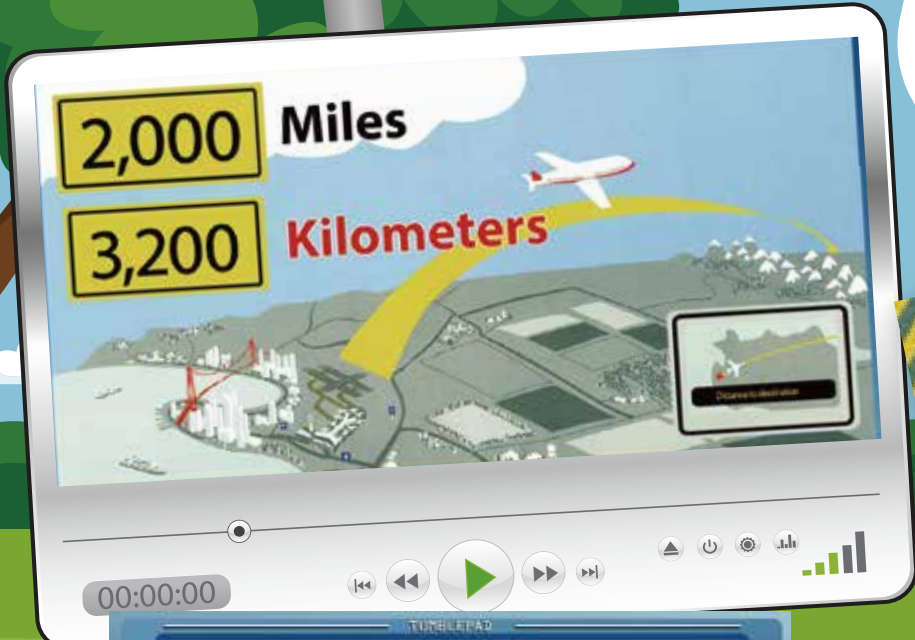 2,000 Miles
3,200 Kilometers
Distance to destination
00:00:00
TUMBLEPAD